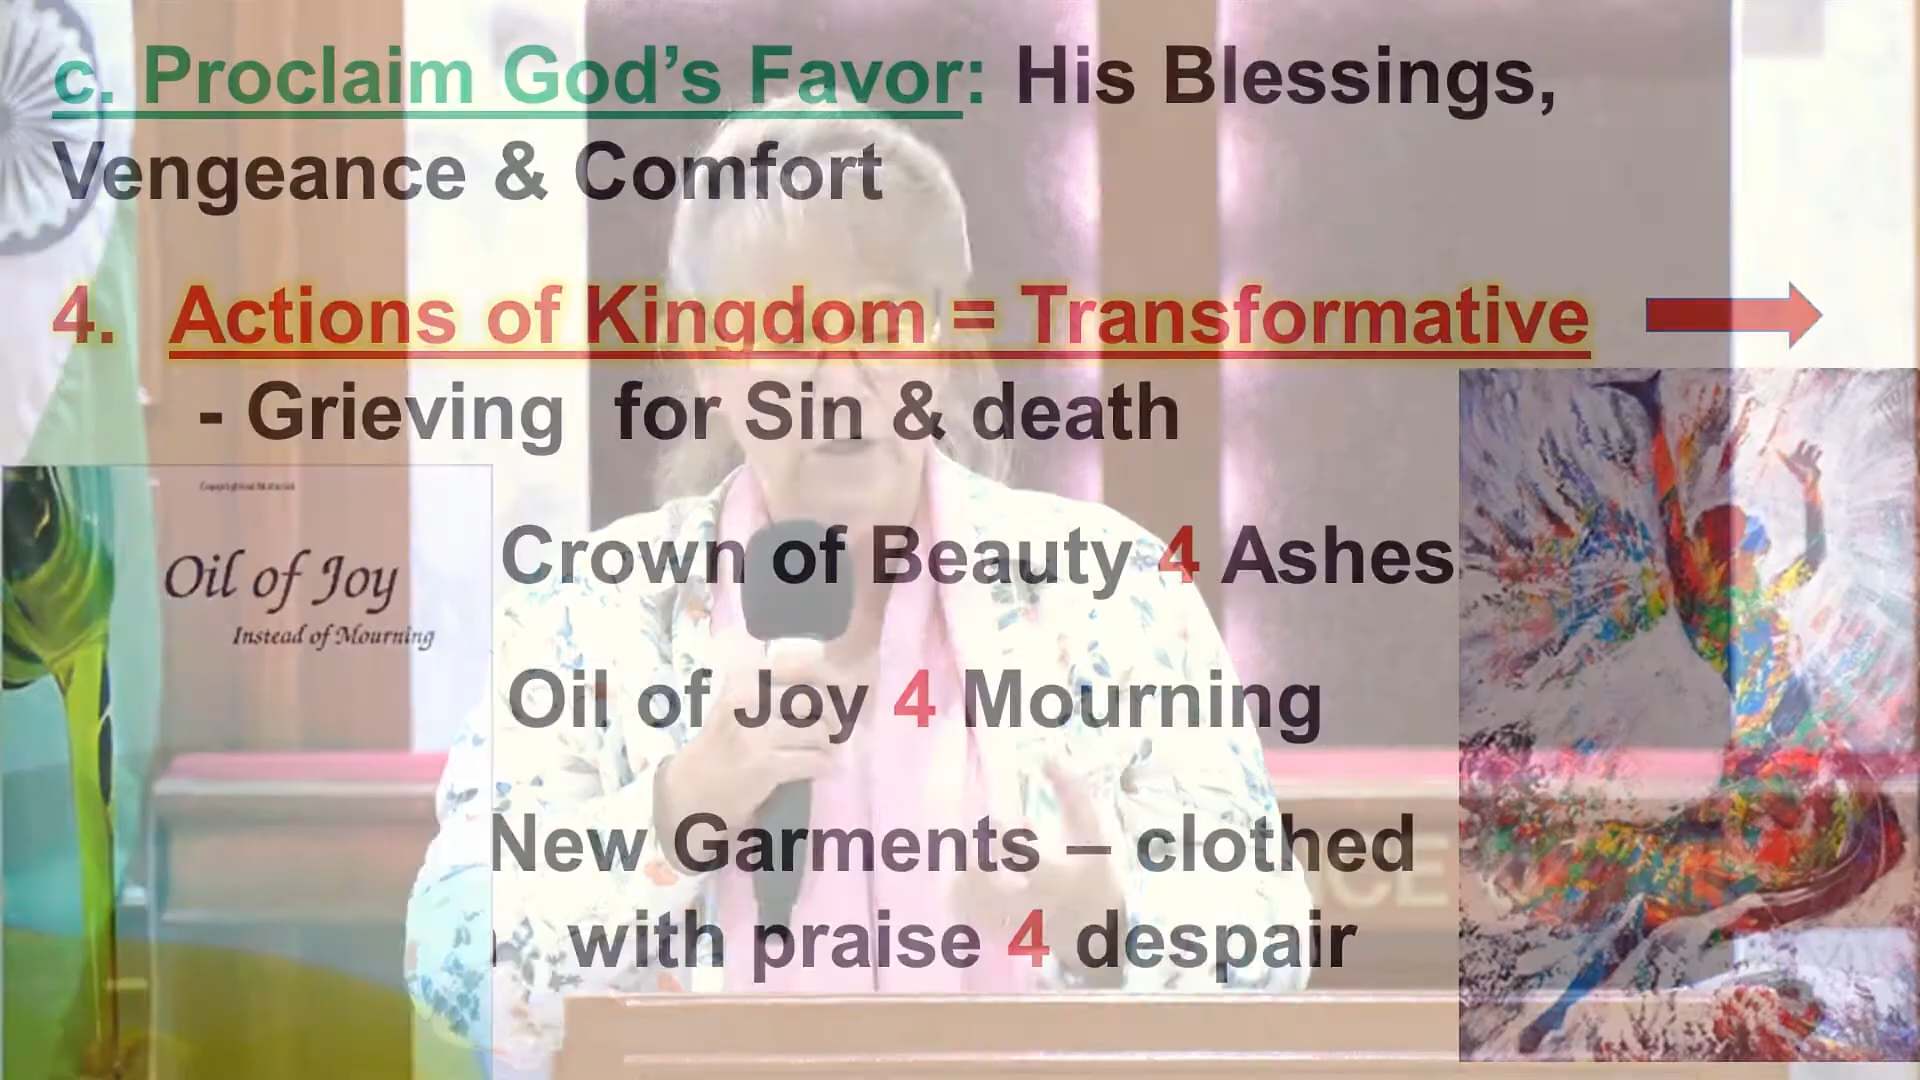 c. Proclaim God’s Favor: His Blessings,
Vengeance & Comfort
4. Actions of Kingdom = Transformative
- Grieving for Sin & death
Copyrighted Material
Oil of Joy
Instead of Mourning
Crown of Beauty 4 Ashes
Oil of Joy 4 Mourning
New Garments – clothed
with praise 4 despair